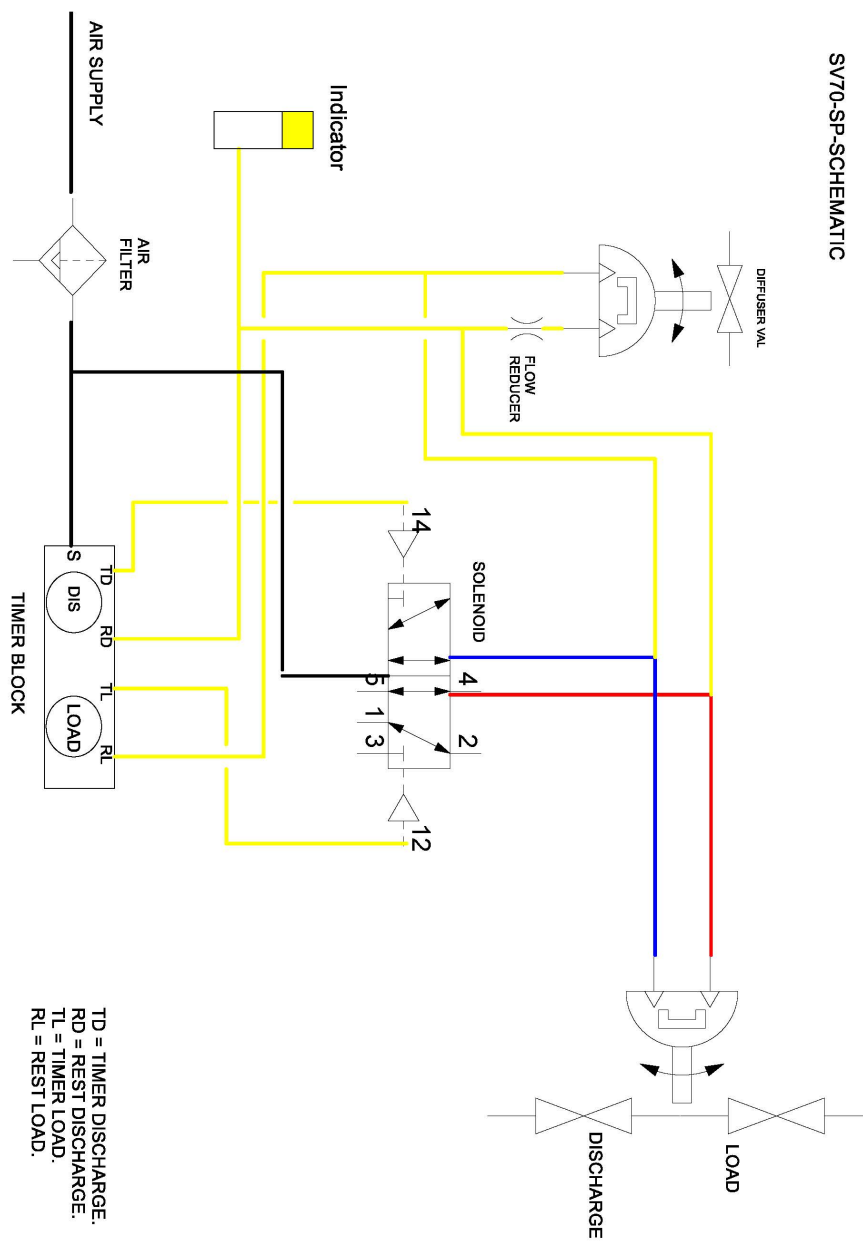 SV70-SP-SCHEMATIC
DIFFUSER VAL
Indicator
FLOW
REDUCER
AIR SUPPLY
AIR
FILTER
14
SOLENOID
5
4
1
3
2
12
S
TD
DIS
RD
TL
LOAD
RL
TIMER BLOCK
LOAD
DISCHARGE
TD = TIMER DISCHARGE.
RD = REST DISCHARGE.
TL = TIMER LOAD.
RL = REST LOAD.